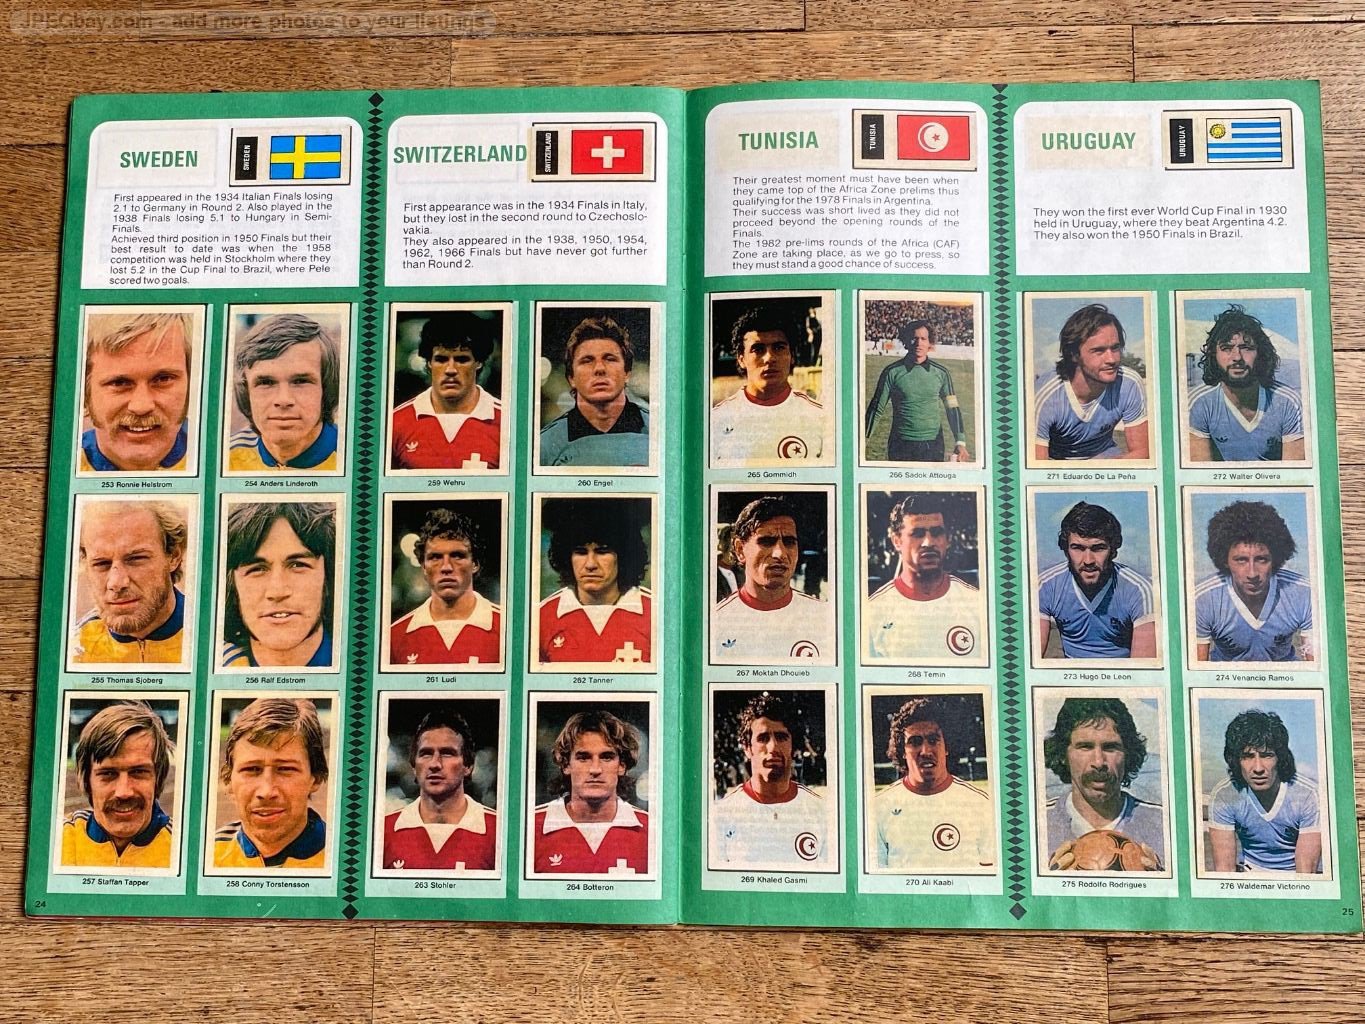 JPEGbay.com - add more photos to your listings
SWEDEN
SWEDEN
First appeared in the 1934 Italian Finals losing
2.1 to Germany in Round 2. Also played in the
1938 Finals losing 5.1 to Hungary in Semi-
Finals.
Achieved third position in 1950 Finals but their
best result to date was when the 1958
competition was held in Stockholm where they
lost 5.2 in the Cup Final to Brazil, where Pele
scored two goals.
253 Ronnie Helstrom
254 Anders Linderoth
255 Thomas Sjoberg
256 Ralf Edstrom
257 Staffan Tapper
258 Conny Torstensson
24
SWITZERLAND
SWITZERLAND
First appearance was in the 1934 Finals in Italy,
but they lost in the second round to Czechoslo-
vakia.
They also appeared in the 1938, 1950, 1954,
1962, 1966 Finals but have never got further
than Round 2.
259 Wehru
260 Engel
261 Ludi
262 Tanner
263 Stohler
264 Botteron
TUNISIA
TUNISIA
Their greatest moment must have been when
they came top of the Africa Zone prelims thus
qualifying for the 1978 Finals in Argentina.
Their success was short lived as they did not
proceed beyond the opening rounds of the
Finals.
The 1982 pre-lims rounds of the Africa (CAF)
Zone are taking place, as we go to press, so
they must stand a good chance of success.
265 Gommidh
266 Sadok Attouga
267 Moktah Dhouieb
268 Temin
269 Khaled Gasmi
270 Ali Kaabi
URUGUAY
URUGUAY
They won the first ever World Cup Final in 1930
held in Uruguay, where they beat Argentina 4.2.
They also won the 1950 Finals in Brazil.
271 Eduardo De La Peña
272 Walter Olivera
273 Hugo De Leon
274 Venancio Ramos
275 Rodolfo Rodrigues
276 Waldemar Victorino
25